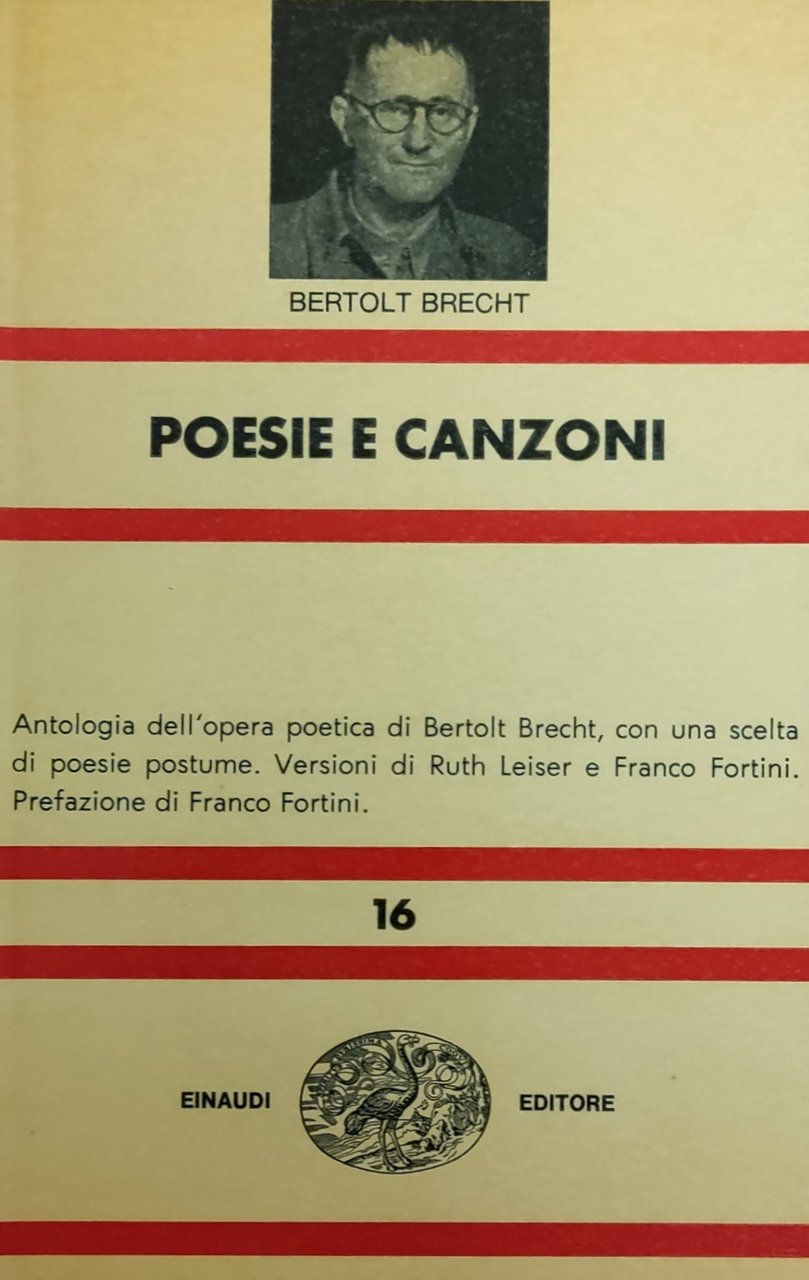 BERTOLT BRECHT
POESIE E CANZONI
Antologia dell'opera poetica di Bertolt Brecht, con una scelta
di poesie postume. Versioni di Ruth Leiser e Franco Fortini.
Prefazione di Franco Fortini.
16
EINAUDI EDITORE